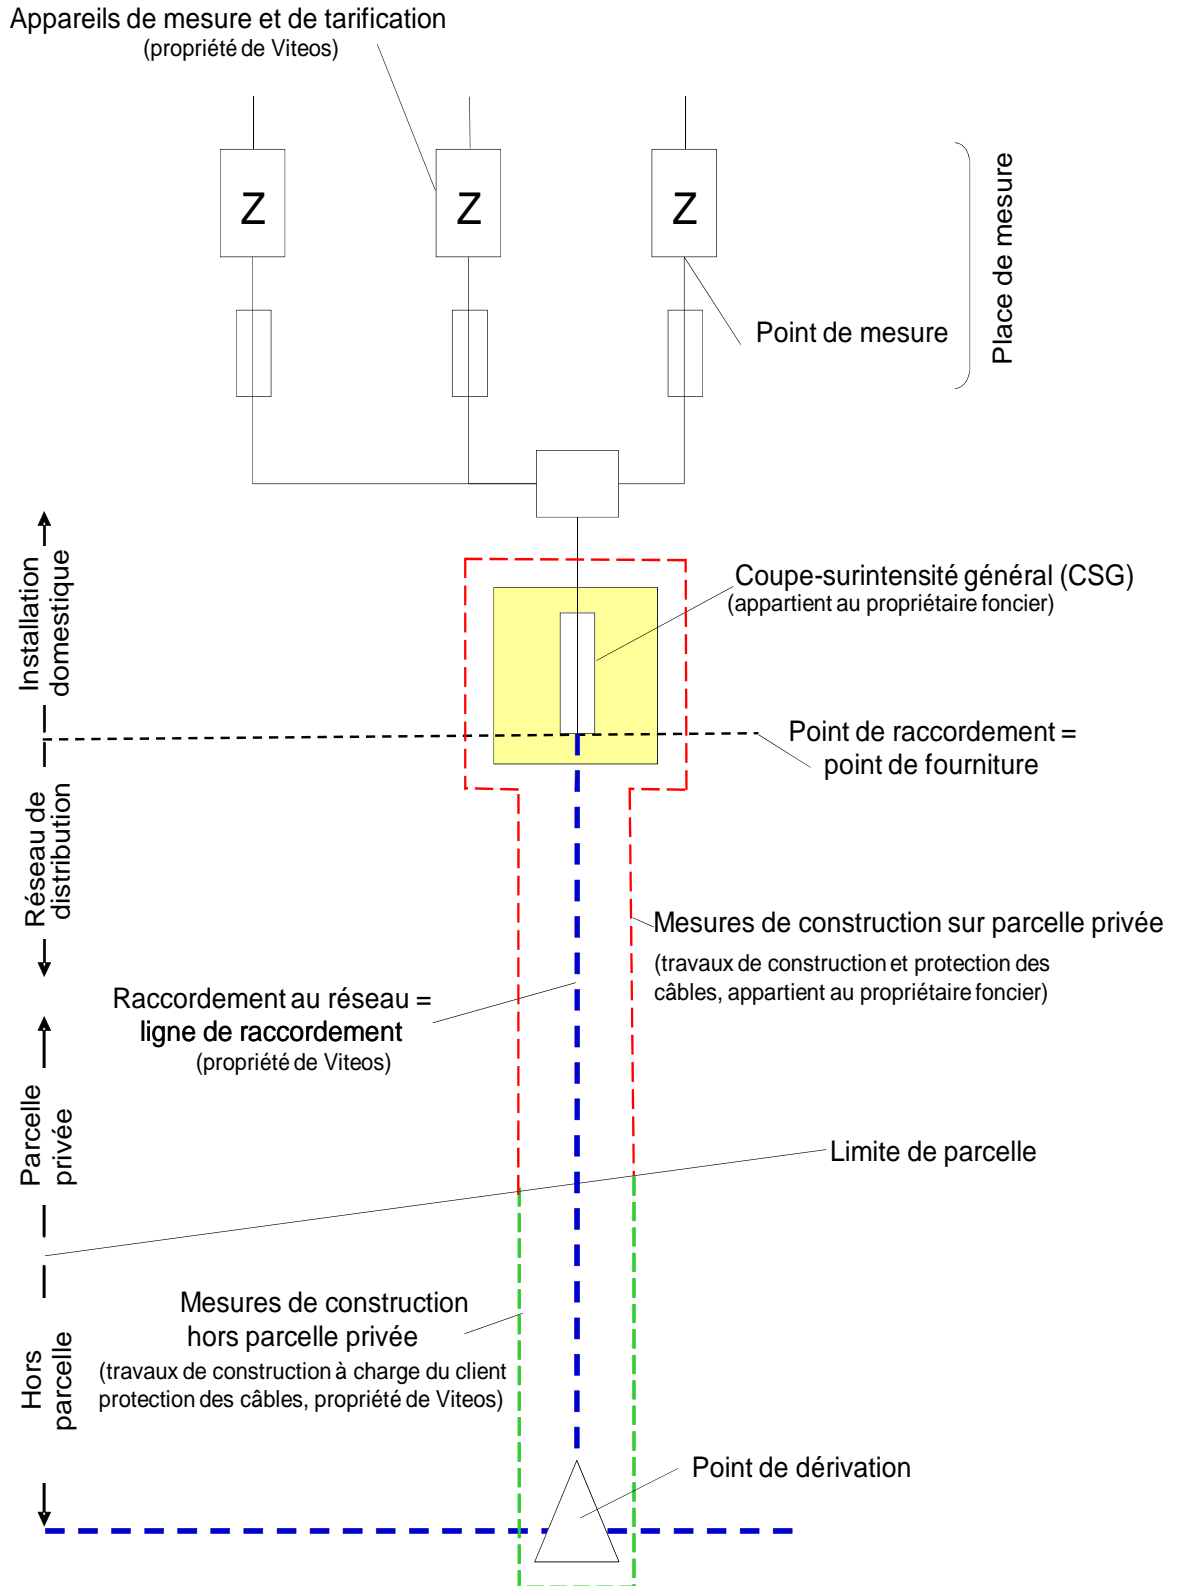 Appareils de mesure et de tarification
(propriété de Viteos)
Z
Z
Z
Place de mesure
Point de mesure
Installation
domestique
Coupe-surintensité général (CSG)
(appartient au propriétaire foncier)
Point de raccordement =
point de fourniture
Réseau de
distribution
Mesures de construction sur parcelle privée
(travaux de construction et protection des
câbles, appartient au propriétaire foncier)
Raccordement au réseau =
ligne de raccordement
(propriété de Viteos)
Parcelle
privée
Limite de parcelle
Mesures de construction
hors parcelle privée
(travaux de construction à charge du client
protection des câbles, propriété de Viteos)
Hors
parcelle
Point de dérivation